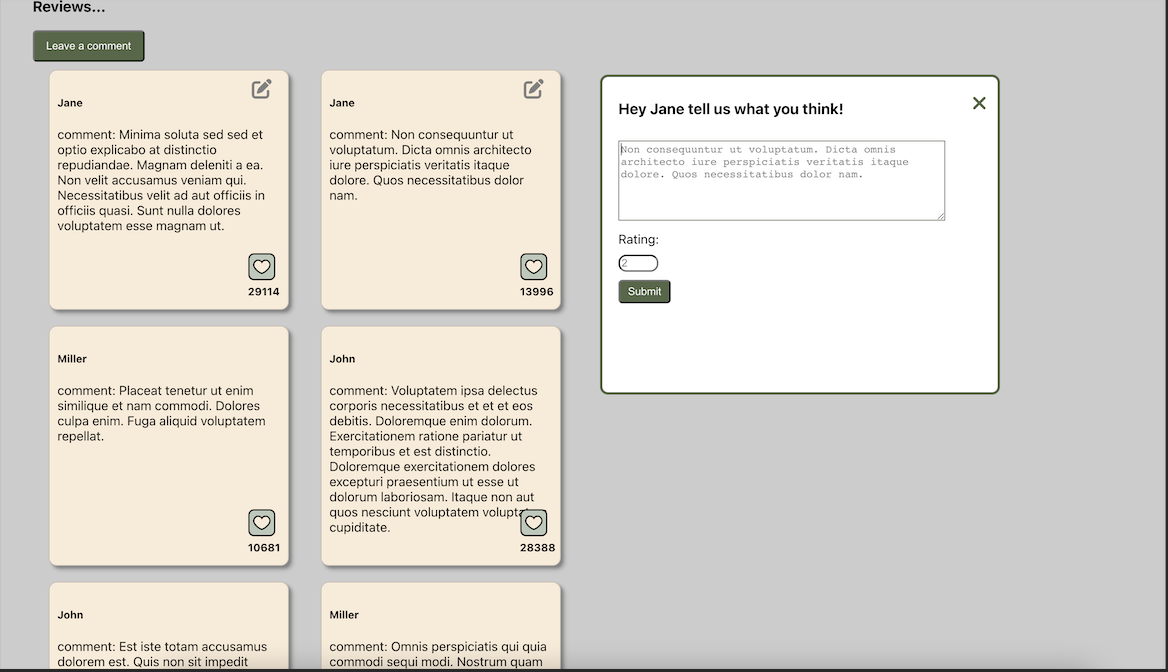 Reviews...
Leave a comment
Jane
comment: Minima soluta sed sed et
optio explicabo at distinctio
repudiandae. Magnam deleniti a ea.
Non velit accusamus veniam qui.
Necessitatibus velit ad aut officiis in
officiis quasi. Sunt nulla dolores
voluptatem esse magnam ut.
29114
Jane
comment: Non consequuntur ut
voluptatum. Dicta omnis architecto
iure perspiciatis veritatis itaque
dolore. Quos necessitatibus dolor
nam.
13996
Miller
comment: Placeat tenetur ut enim
similique et nam commodi. Dolores
culpa enim. Fuga aliquid voluptatem
repellat.
10681
John
comment: Voluptatem ipsa delectus
corporis necessitatibus et et et eos
debitis. Doloremque enim dolorum.
Exercitationem ratione pariatur ut
temporibus et est distinctio.
Doloremque exercitationem dolores
excepturi praesentium ut esse ut
dolorum laboriosam. Itaque non aut
quos nesciunt voluptatem
cupiditate.
28388
John
comment: Est iste totam accusamus
dolorem est. Quis non sit impedit
Miller
comment: Omnis perspiciatis qui quia
commodi sequi modi. Nostrum quam
Hey Jane tell us what you think!
Non consequuntur ut voluptatum. Dicta omnis
architecto iure perspiciatis veritatis itaque
dolore. Quos necessitatibus dolor nam.
Rating:
2
Submit